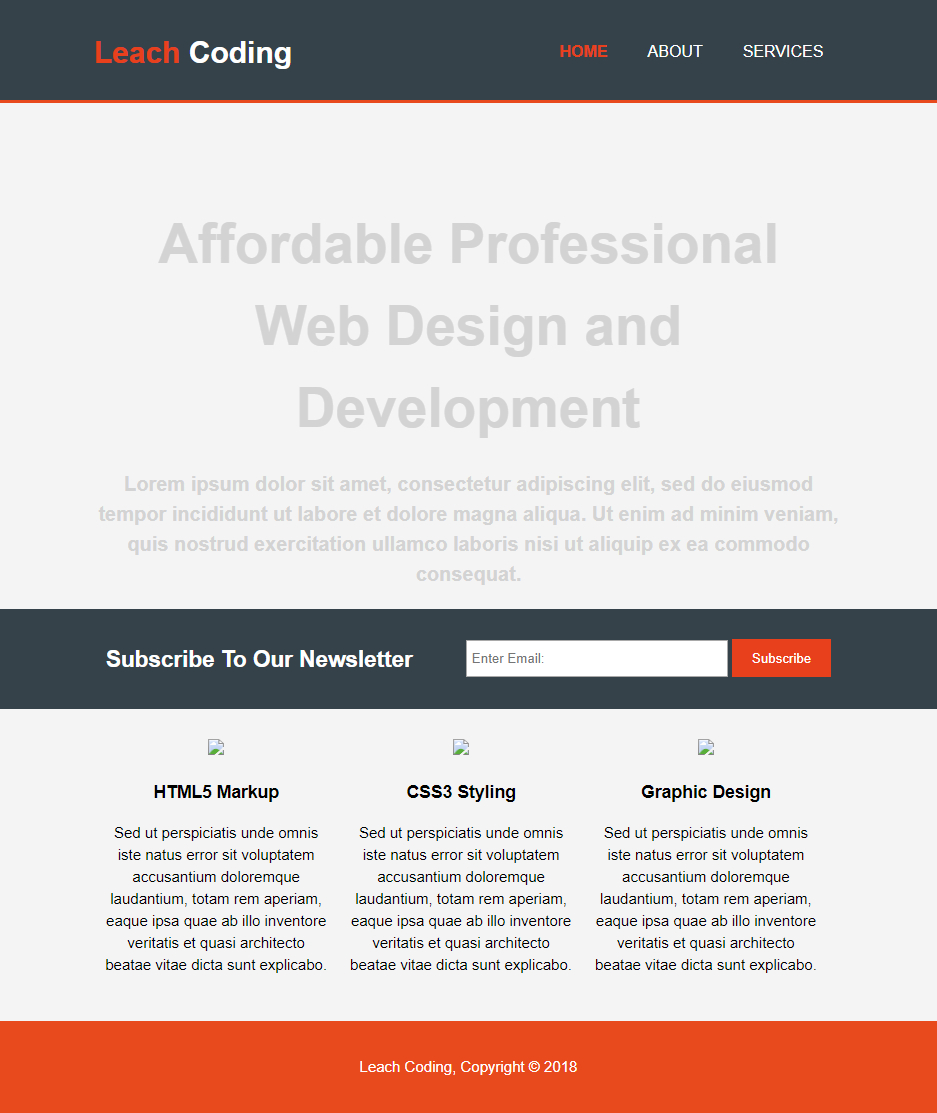 Leach Coding
HOME ABOUT SERVICES
Affordable Professional
Web Design and
Development
Lorem ipsum dolor sit amet, consectetur adipiscing elit, sed do eiusmod
tempor incididunt ut labore et dolore magna aliqua. Ut enim ad minim veniam,
quis nostrud exercitation ullamco laboris nisi ut aliquip ex ea commodo
consequat.
Subscribe To Our Newsletter
Enter Email:
Subscribe
HTML5 Markup
Sed ut perspiciatis unde omnis
iste natus error sit voluptatem
accusantium doloremque
laudantium, totam rem aperiam,
eaque ipsa quae ab illo inventore
veritatis et quasi architecto
beatae vitae dicta sunt explicabo.
CSS3 Styling
Sed ut perspiciatis unde omnis
iste natus error sit voluptatem
accusantium doloremque
laudantium, totam rem aperiam,
eaque ipsa quae ab illo inventore
veritatis et quasi architecto
beatae vitae dicta sunt explicabo.
Graphic Design
Sed ut perspiciatis unde omnis
iste natus error sit voluptatem
accusantium doloremque
laudantium, totam rem aperiam,
eaque ipsa quae ab illo inventore
veritatis et quasi architecto
beatae vitae dicta sunt explicabo.
Leach Coding, Copyright © 2018